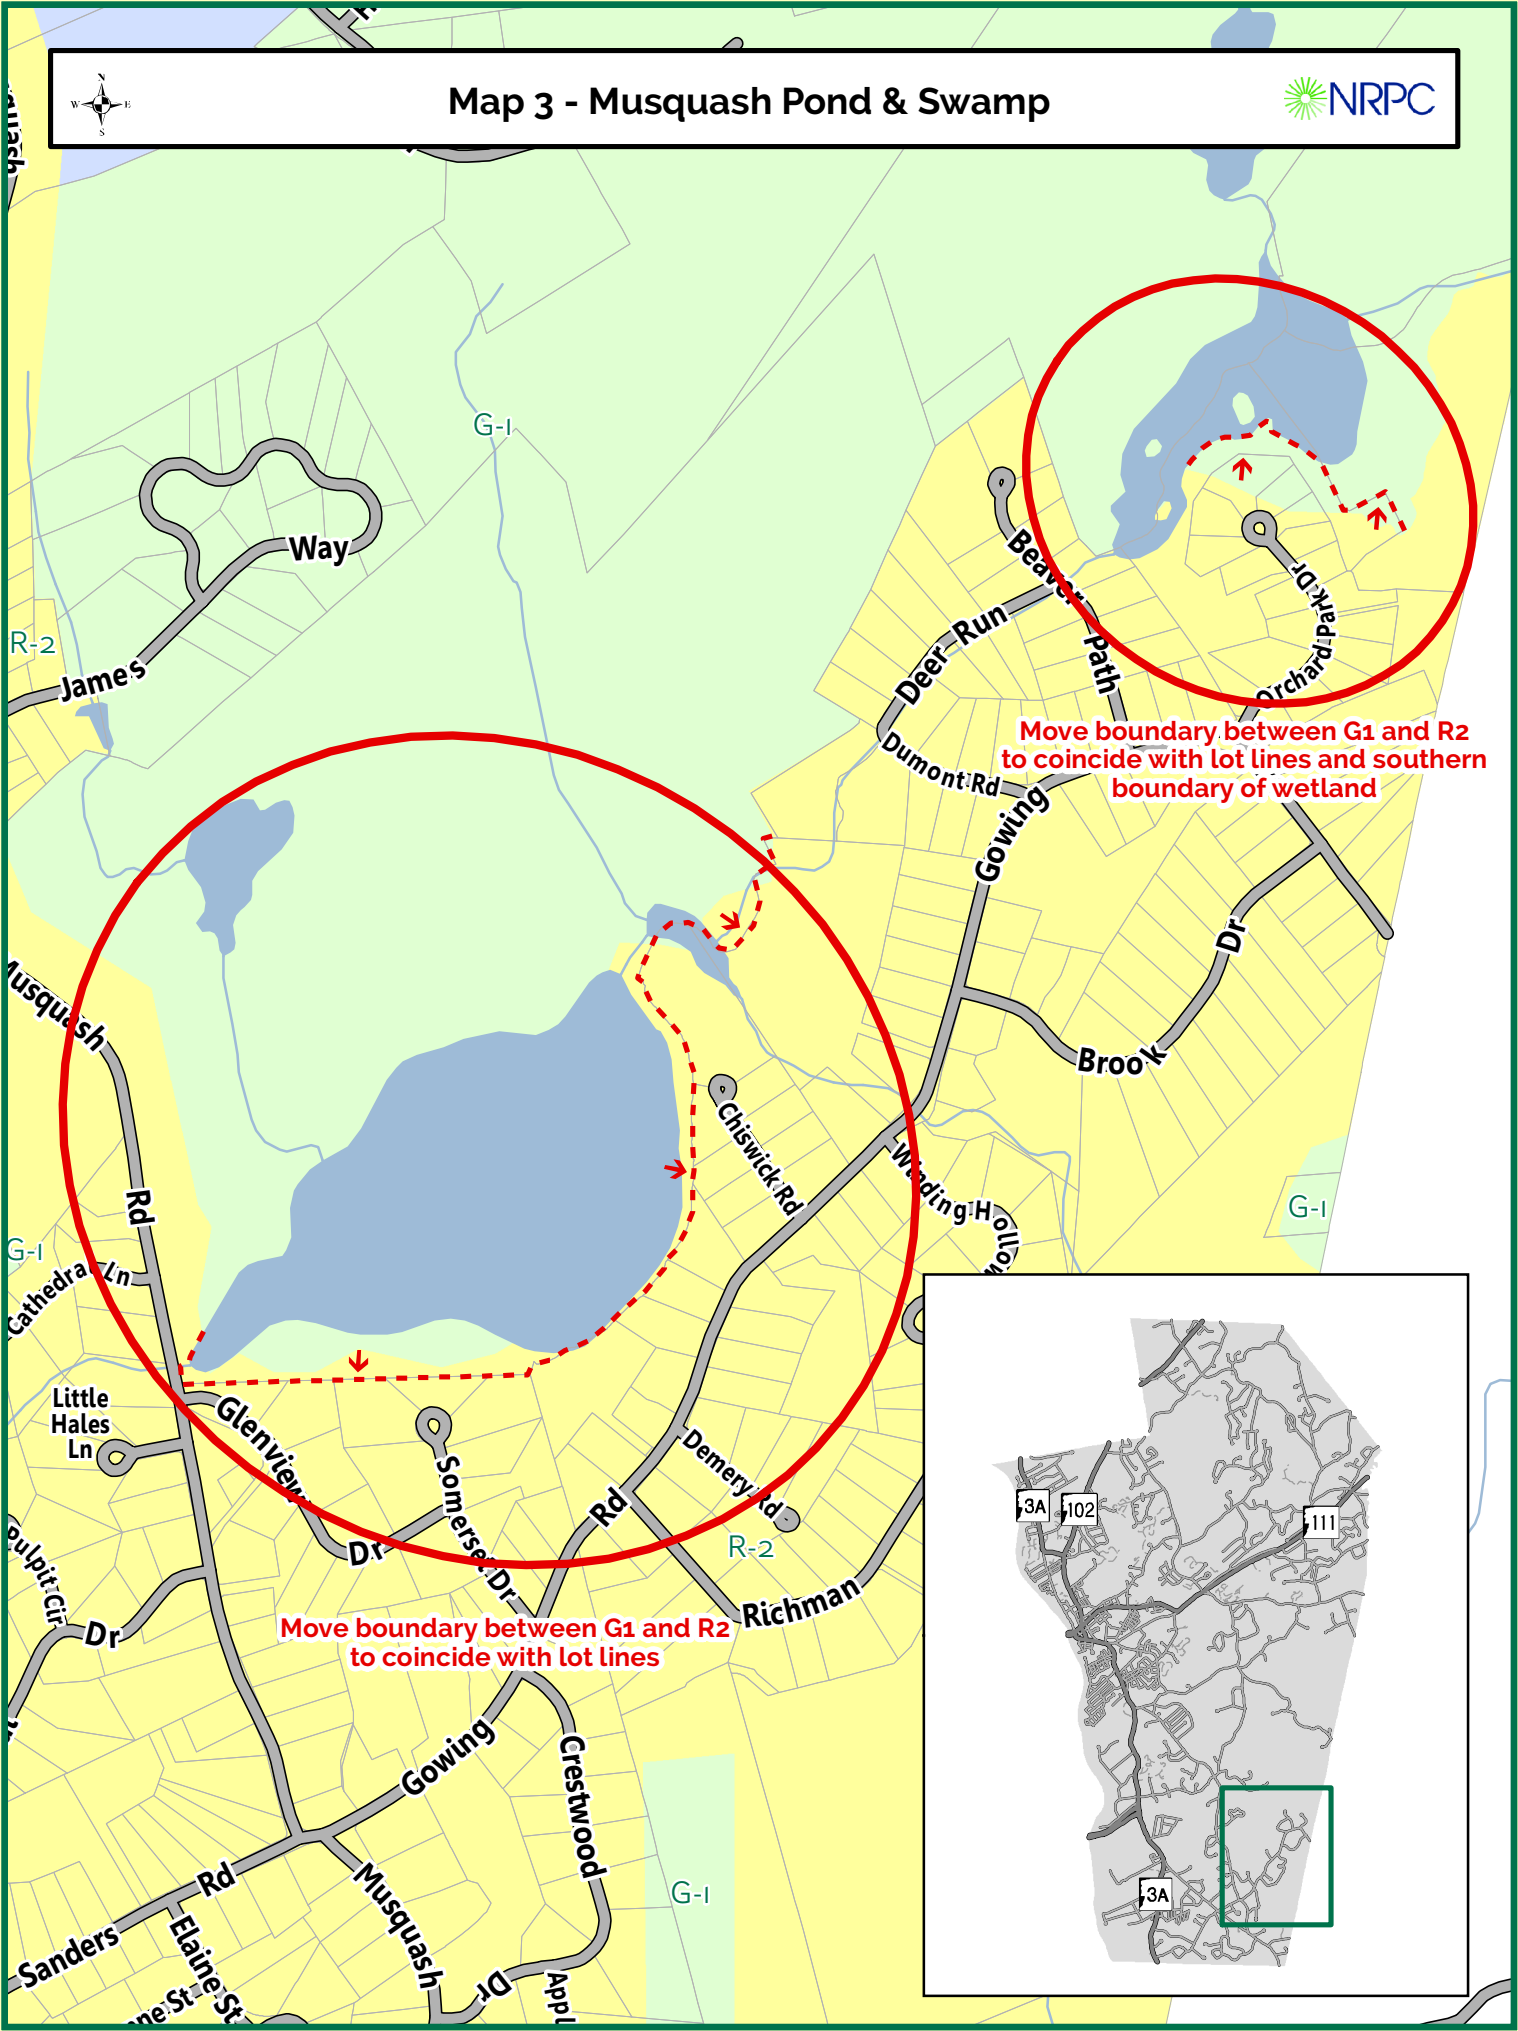 N
W E
S
Map 3 - Musquash Pond & Swamp
NRPC
G-1
Way
James
R-2
Beaver
Path
Deer Run
Dumont Rd
Orchard Park Dr
Move boundary between G1 and R2
to coincide with lot lines and southern
boundary of wetland
Gowing
Dr
Brook
Musquash
Rd
Chiswick Rd
Winding Hollow
G-1
G-1
Cathedral Ln
Little
Hales
Ln
Glenview
Dr
Somerset Dr
Rd
Demery Rd
R-2
Richman
Pulpit Cir
Dr
Move boundary between G1 and R2
to coincide with lot lines
Gowing
Crestwood
Dr
G-1
Rd
Sanders
Elaine St
Musquash
Appl
3A
102
111
3A